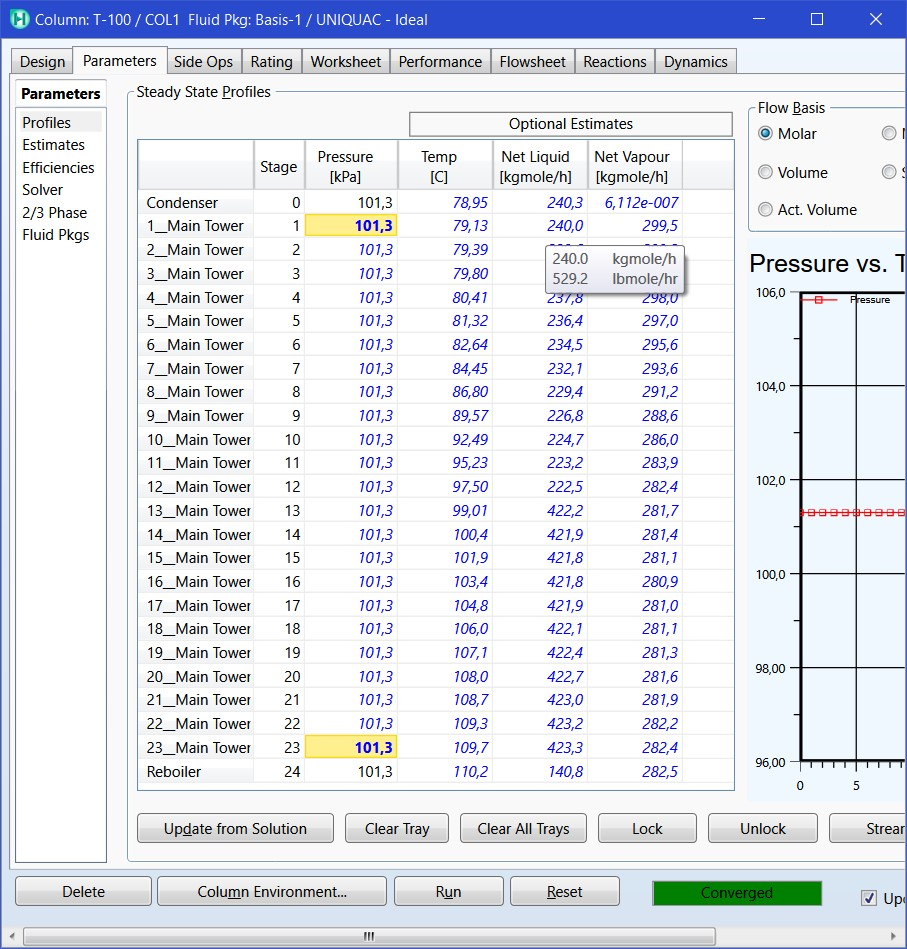 Column: T-100 / COL1 Fluid Pkg: Basis-1 / UNIQUAC - Ideal
Design Parameters Side Ops Rating Worksheet Performance Flowsheet Reactions Dynamics
Parameters
Profiles
Estimates
Efficiencies
Solver
2/3 Phase
Fluid Pkgs
Steady State Profiles
Optional Estimates
Stage Pressure [kPa] Temp [C] Net Liquid [kgmole/h] Net Vapour [kgmole/h]
Condenser 0 101,3 78,95 240,3 6,112e-007
1__Main Tower 1 101,3 79,13 240,0 299,5
2__Main Tower 2 101,3 79,39
3__Main Tower 3 101,3 79,80
4__Main Tower 4 101,3 80,41 237,8 298,0
5__Main Tower 5 101,3 81,32 236,4 297,0
6__Main Tower 6 101,3 82,64 234,5 295,6
7__Main Tower 7 101,3 84,45 232,1 293,6
8__Main Tower 8 101,3 86,80 229,4 291,2
9__Main Tower 9 101,3 89,57 226,8 288,6
10__Main Tower 10 101,3 92,49 224,7 286,0
11__Main Tower 11 101,3 95,23 223,2 283,9
12__Main Tower 12 101,3 97,50 222,5 282,4
13__Main Tower 13 101,3 99,01 422,2 281,7
14__Main Tower 14 101,3 100,4 421,9 281,4
15__Main Tower 15 101,3 101,9 421,8 281,1
16__Main Tower 16 101,3 103,4 421,8 280,9
17__Main Tower 17 101,3 104,8 421,9 281,0
18__Main Tower 18 101,3 106,0 422,1 281,1
19__Main Tower 19 101,3 107,1 422,4 281,3
20__Main Tower 20 101,3 108,0 422,7 281,6
21__Main Tower 21 101,3 108,7 423,0 281,9
22__Main Tower 22 101,3 109,3 423,2 282,2
23__Main Tower 23 101,3 109,7 423,3 282,4
Reboiler 24 101,3 110,2 140,8 282,5
240.0 kgmole/h
529.2 lbmole/hr
Flow Basis
Molar
Volume
Act. Volume
Pressure vs. T
Pressure
106,0
104,0
102,0
100,0
98,00
96,00
0 5
Update from Solution Clear Tray Clear All Trays Lock Unlock Strear
Delete Column Environment... Run Reset Converged